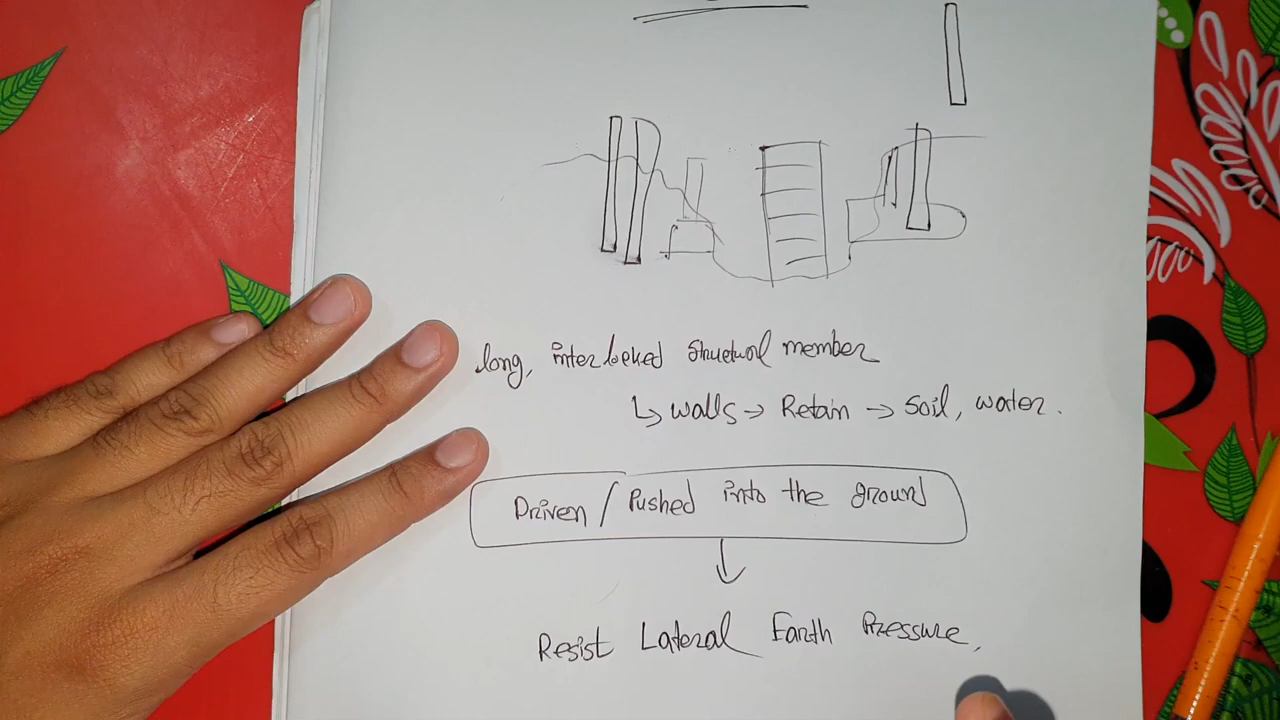 long, interlocked structural member
↳ walls → Retain → soil, water.
Driven / Pushed into the ground
Resist Lateral Earth Pressure,